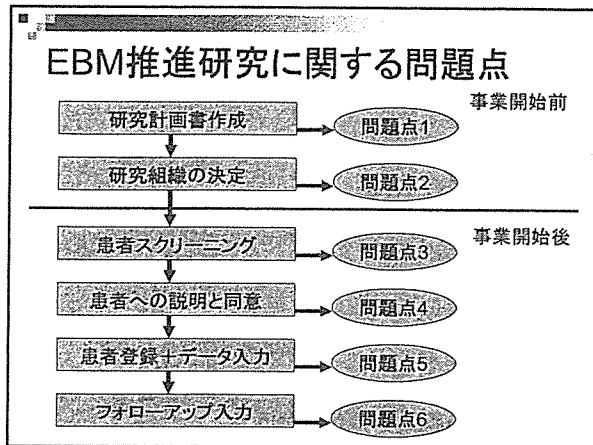 EBM推進研究に関する問題点
事業開始前
研究計画書作成
問題点1
研究組織の決定
問題点2
事業開始後
患者スクリーニング
問題点3
患者への説明と同意
問題点4
患者登録+データ入力
問題点5
フォローアップ入力
問題点6